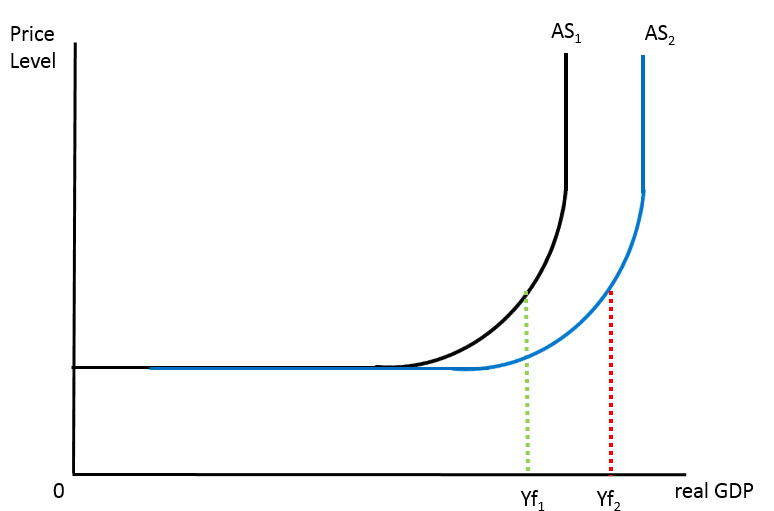 Price
Level
AS₁
AS₂
0
Yf₁
Yf₂
real GDP